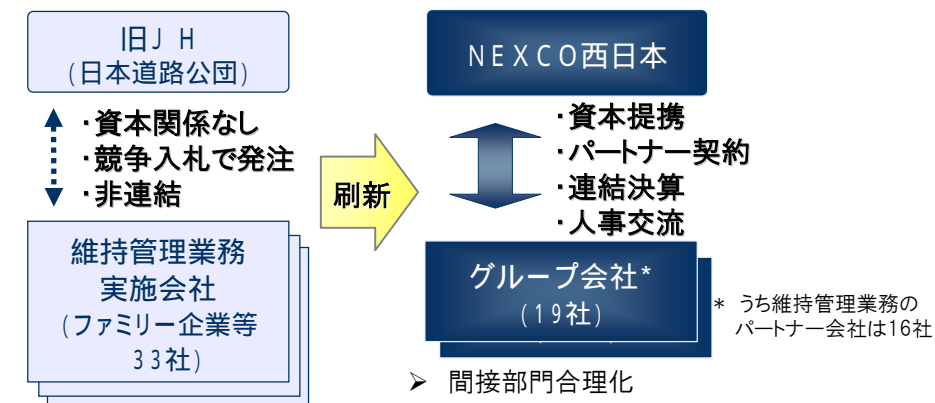 旧JH
(日本道路公団)
・資本関係なし
・競争入札で発注
・非連結
維持管理業務
実施会社
(ファミリー企業等
33社)
刷新
NEXCO西日本
・資本提携
・パートナー契約
・連結決算
・人事交流
グループ会社*
(19社)
* うち維持管理業務の
パートナー会社は16社
➢ 間接部門合理化